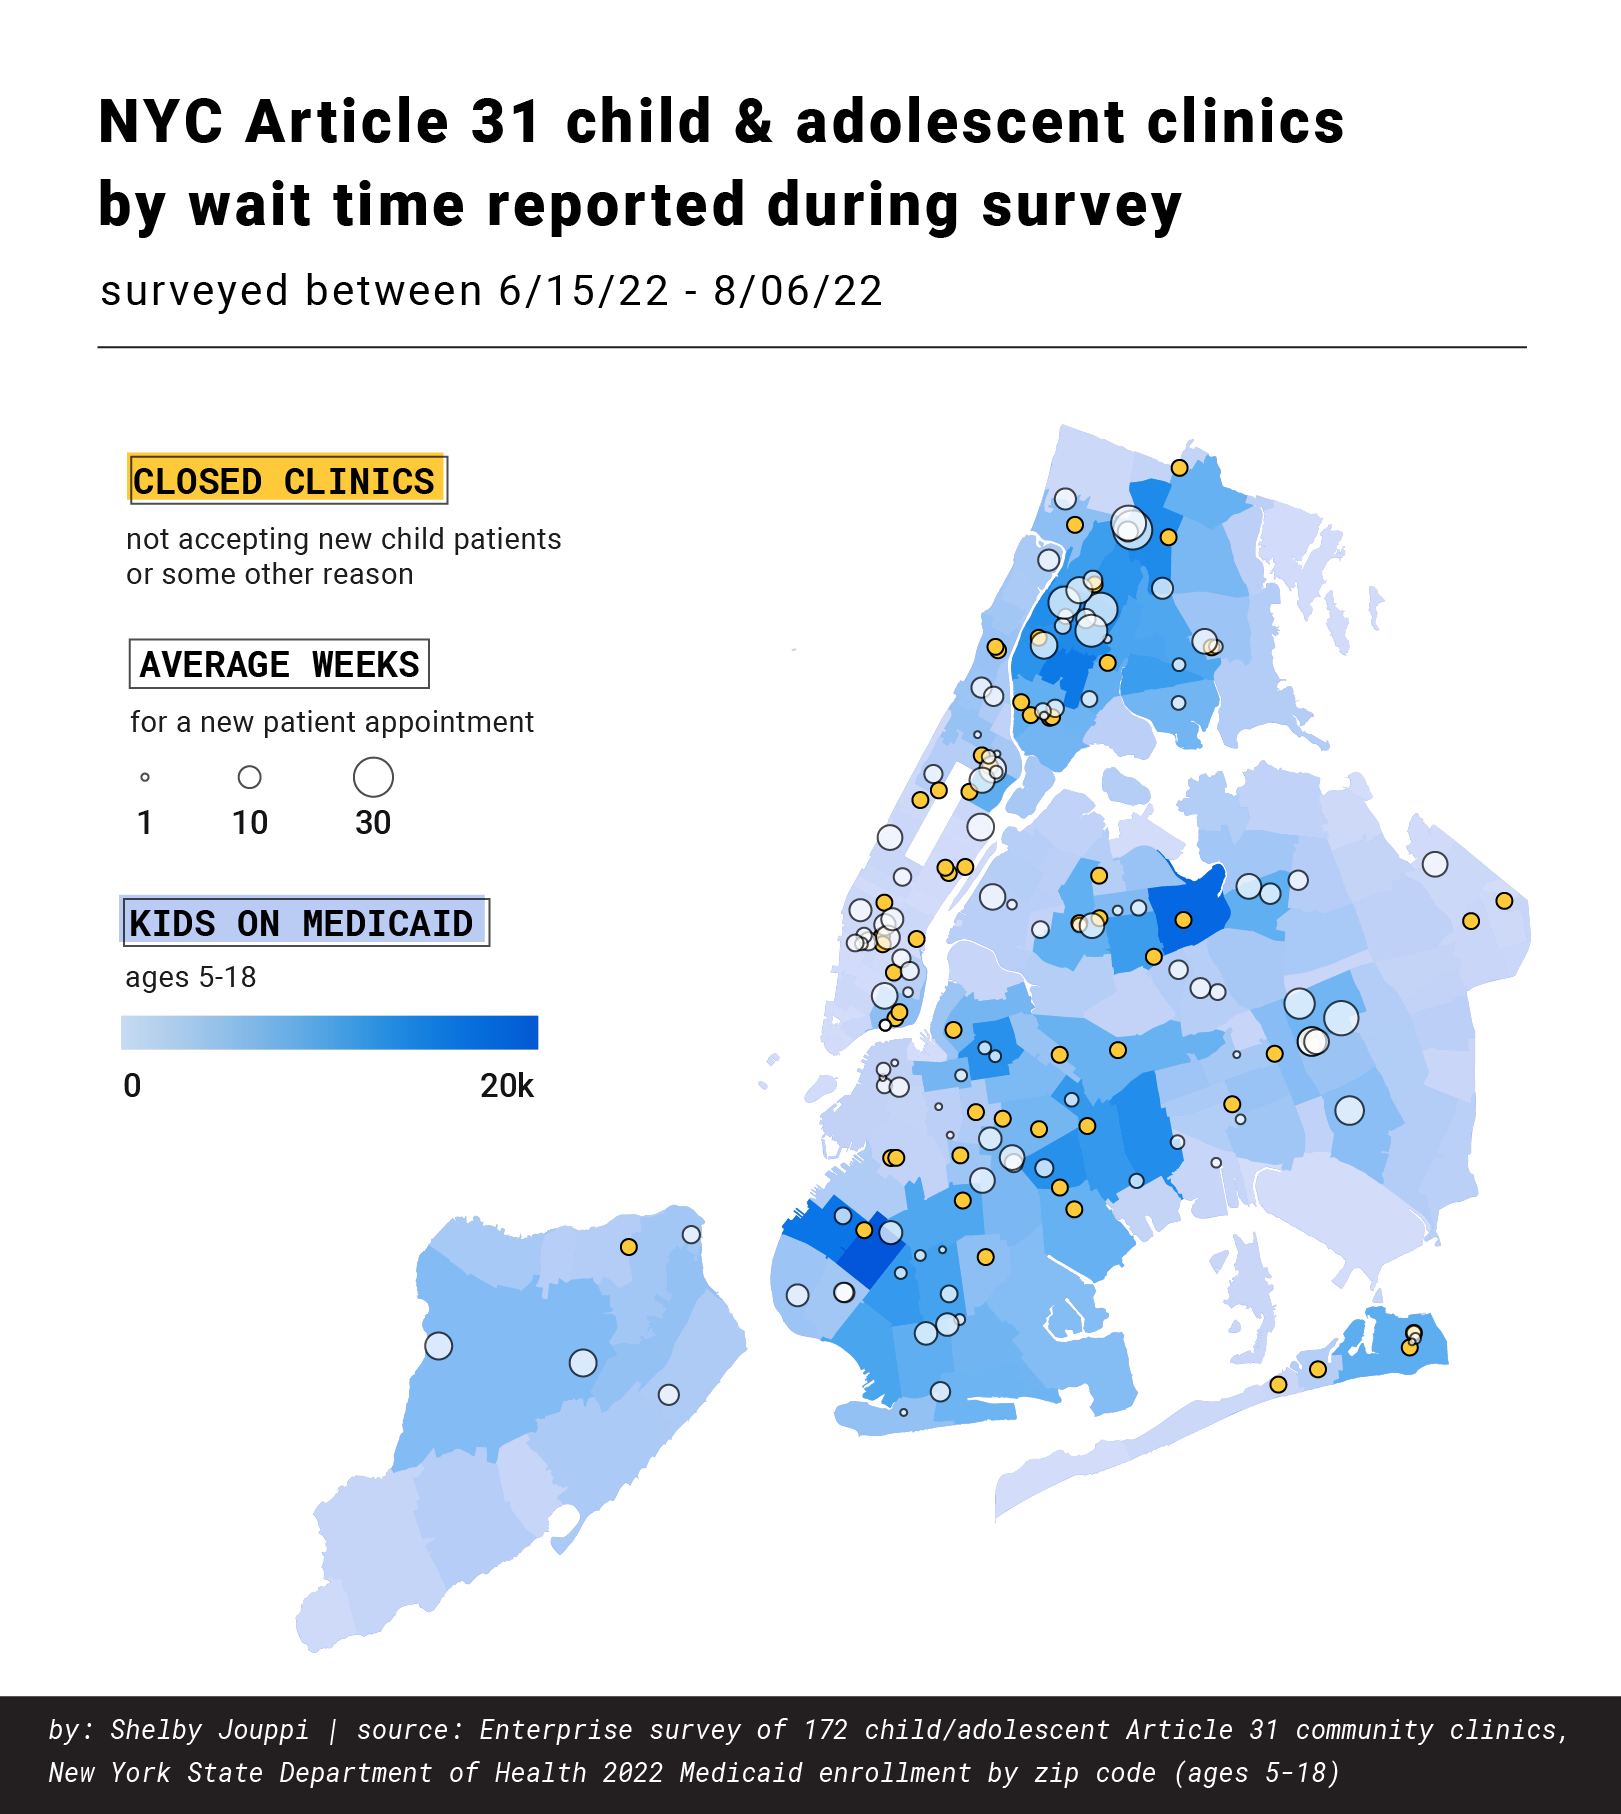 NYC Article 31 child & adolescent clinics
by wait time reported during survey
surveyed between 6/15/22 - 8/06/22
CLOSED CLINICS
not accepting new child patients
or some other reason
AVERAGE WEEKS
for a new patient appointment
1 10 30
KIDS ON MEDICAID
ages 5-18
0 20k
by: Shelby Jouppi | source: Enterprise survey of 172 child/adolescent Article 31 community clinics,
New York State Department of Health 2022 Medicaid enrollment by zip code (ages 5-18)